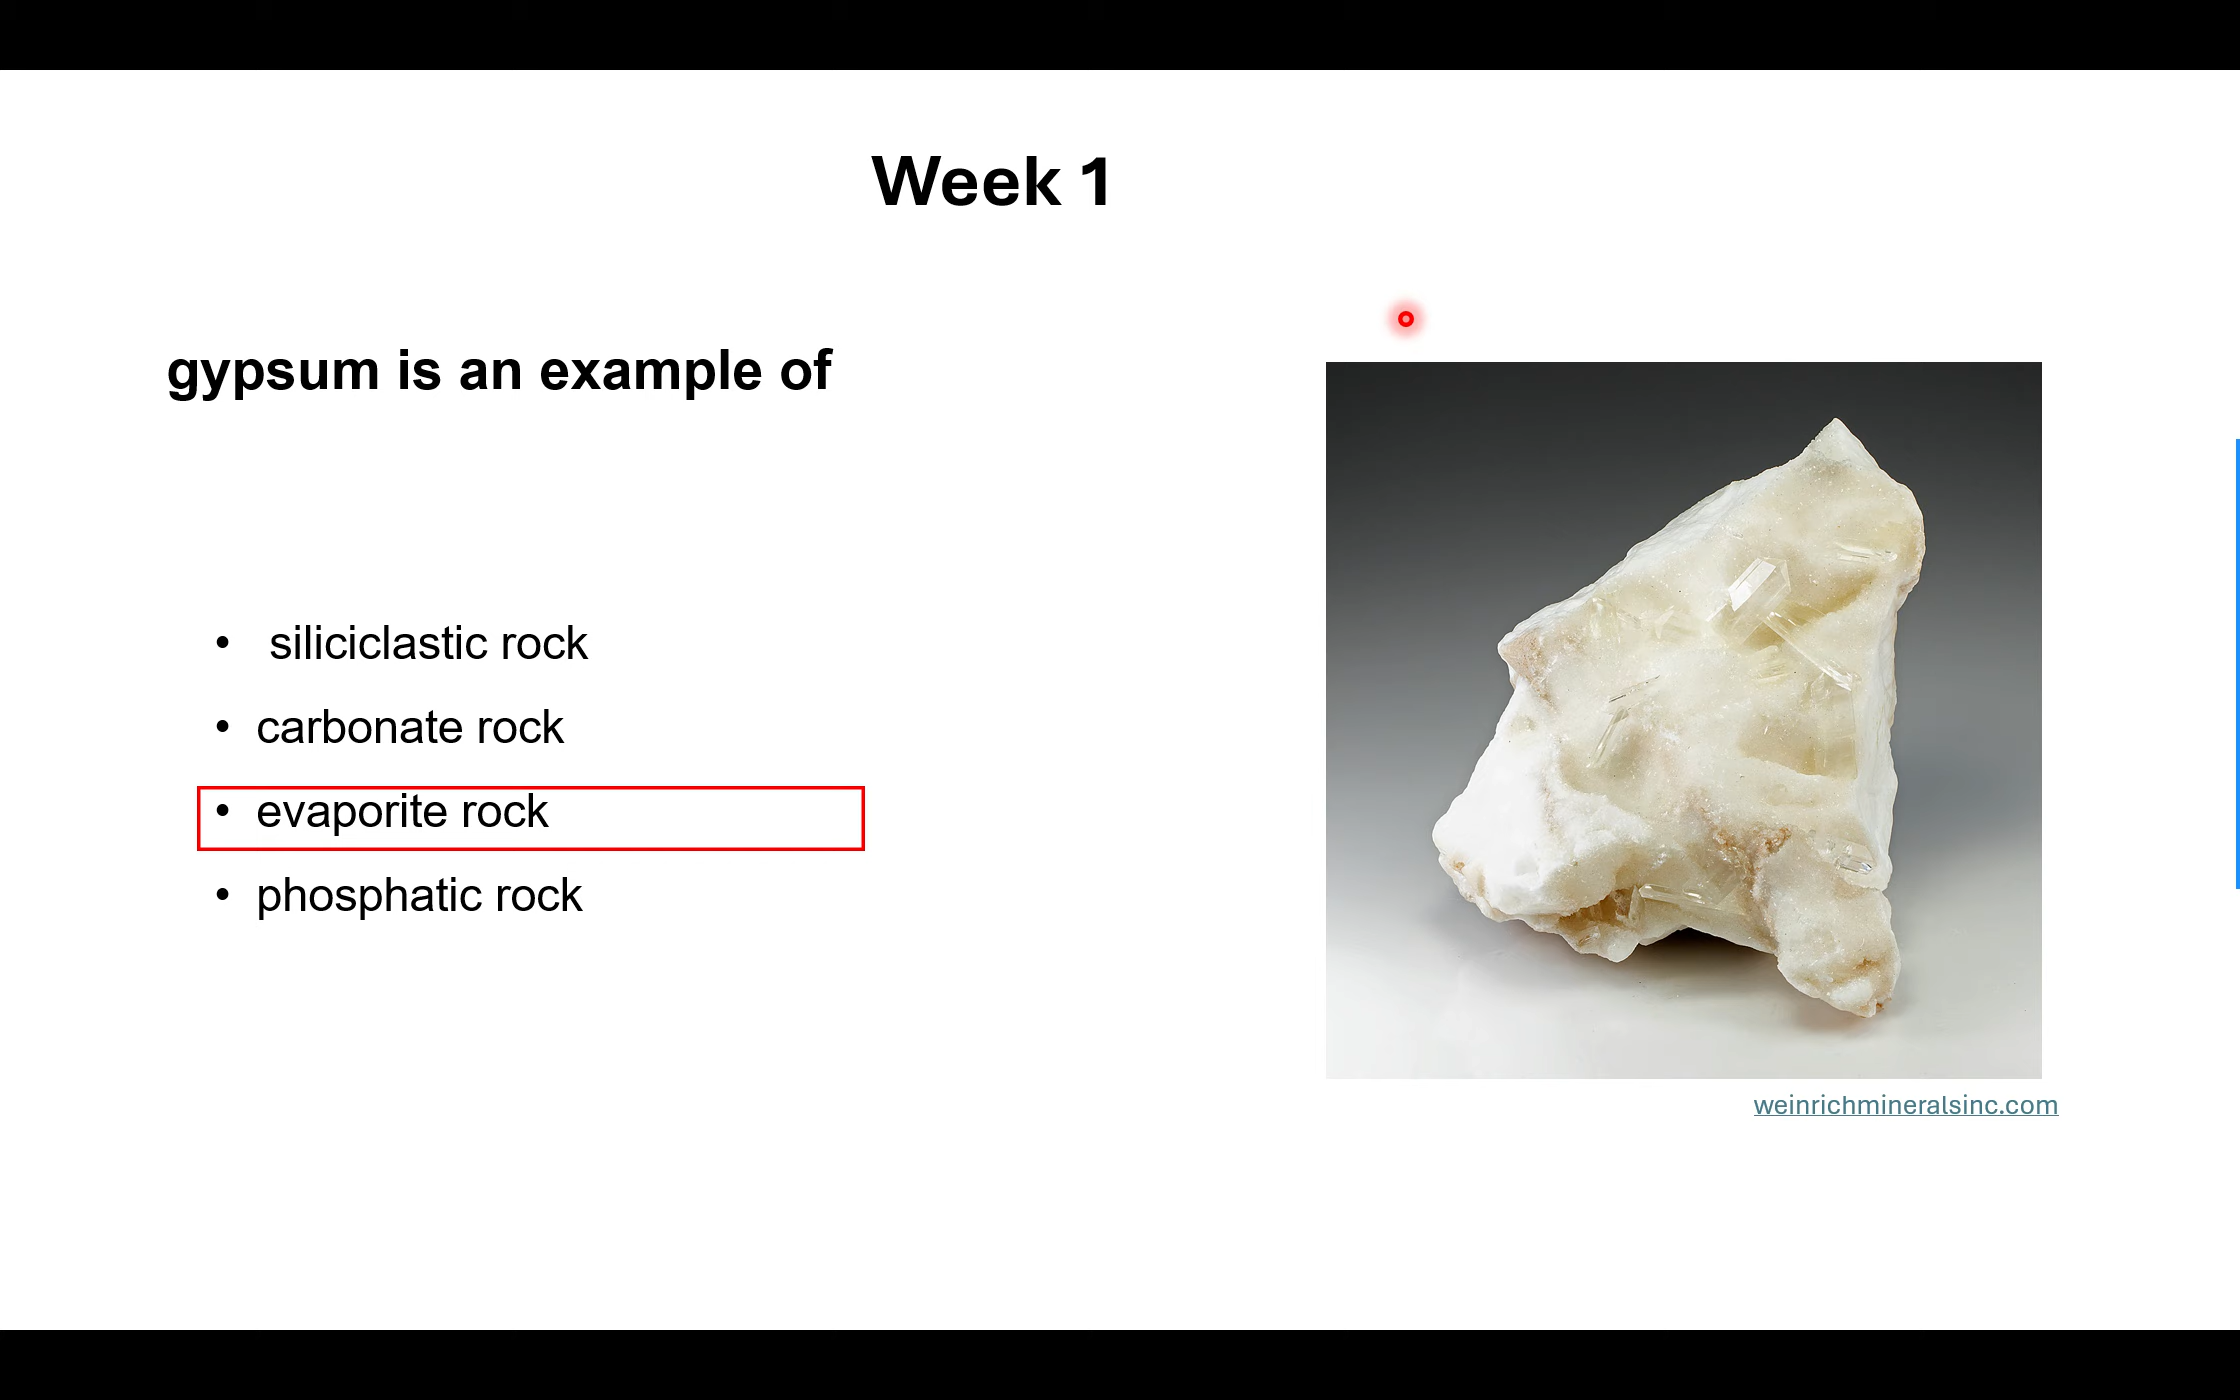 Week 1
gypsum is an example of
• siliciclastic rock
• carbonate rock
• evaporite rock
• phosphatic rock
weinrichmineralsinc.com